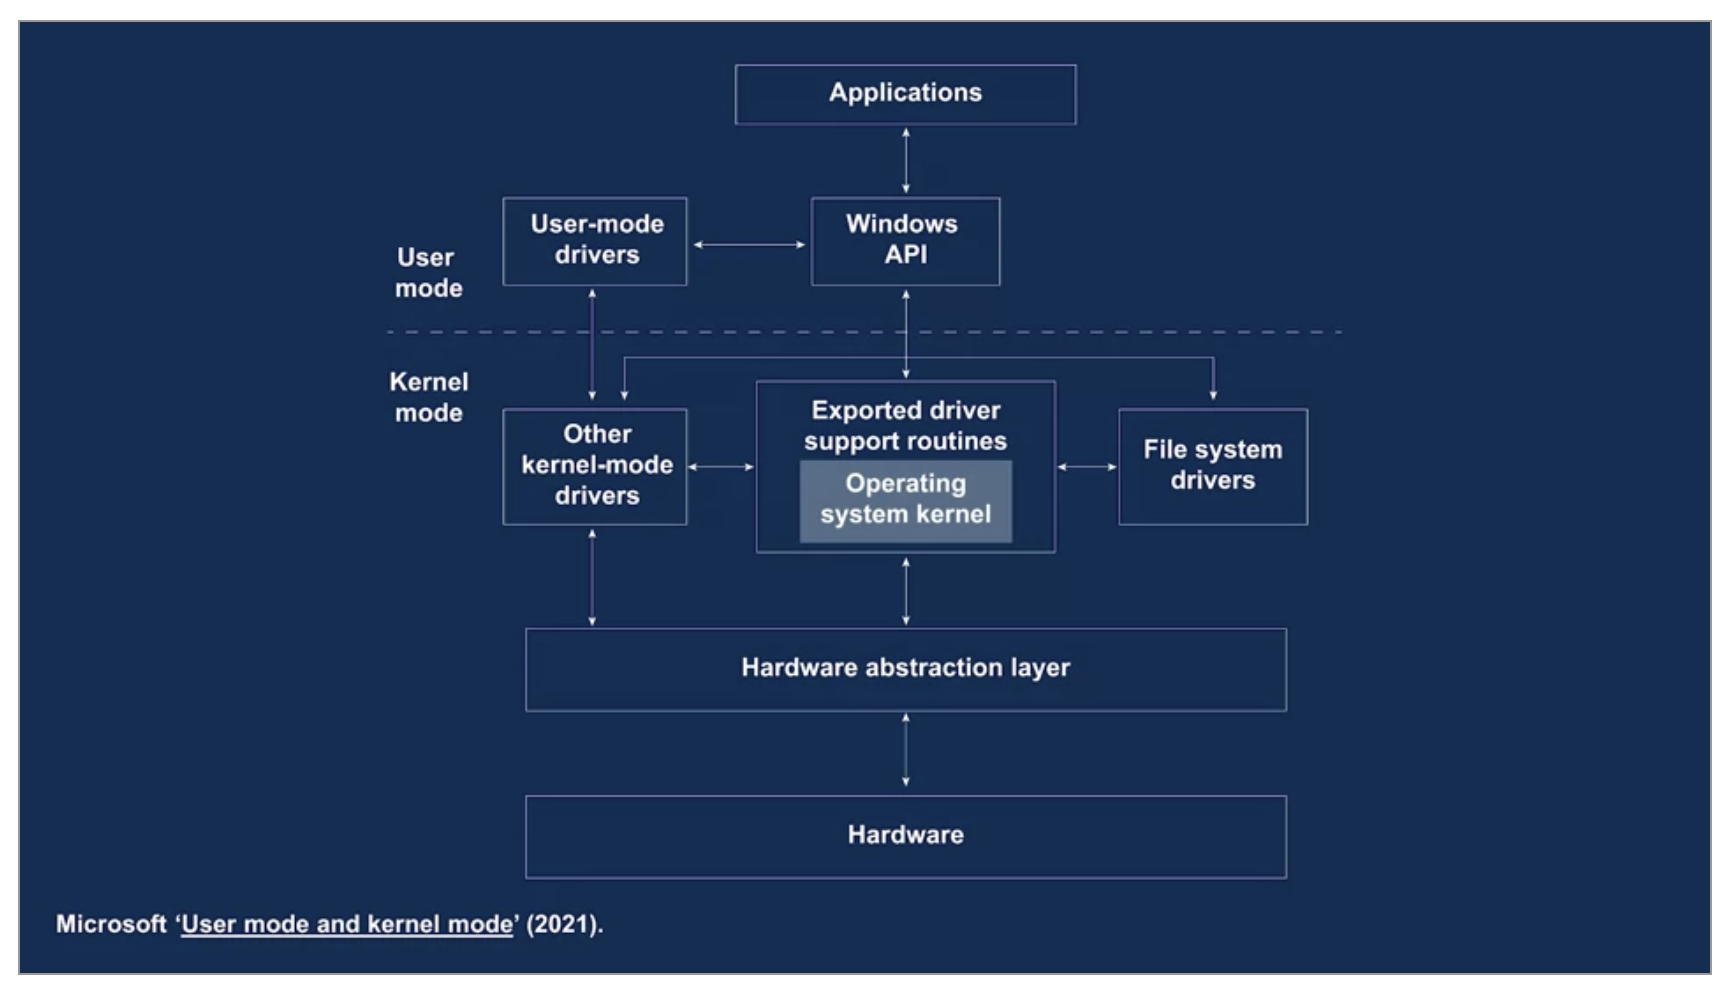 Applications
User-mode
drivers
Windows
API
User
mode
Kernel
mode
Other
kernel-mode
drivers
Exported driver
support routines
Operating
system kernel
File system
drivers
Hardware abstraction layer
Hardware
Microsoft ‘User mode and kernel mode’ (2021).